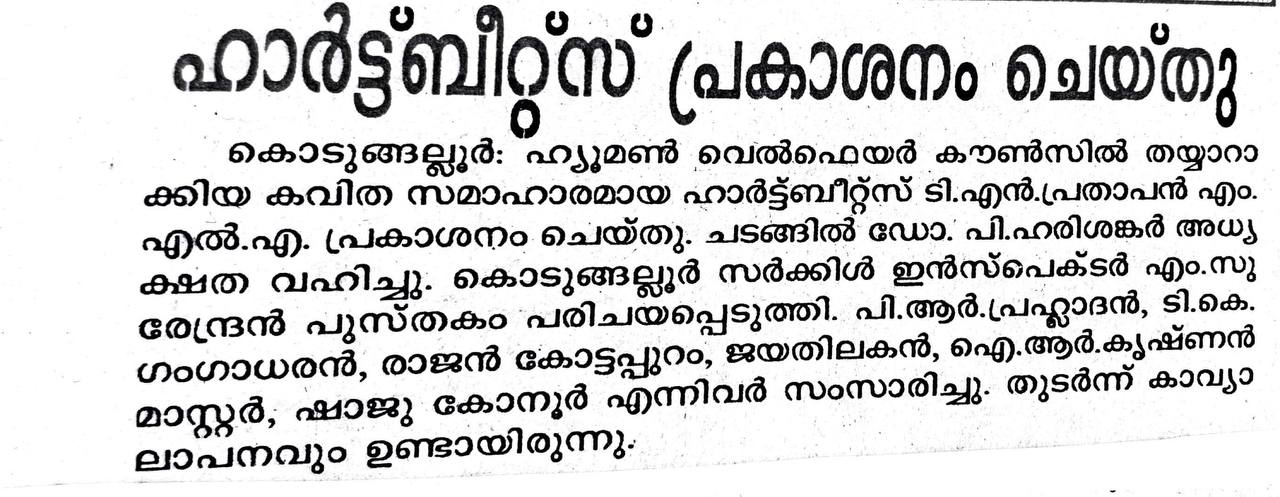 ഹാർട്ട്ബീറ്റ്സ് പ്രകാശനം ചെയ്തു
കൊടുങ്ങല്ലൂർ: ഹ്യൂമൺ വെൽഫെയർ കൗൺസിൽ തയ്യാറാ
ക്കിയ കവിത സമാഹാരമായ ഹാർട്ട്ബീറ്റ്സ് ടി.എൻ.പ്രതാപൻ എം.
എൽ.എ. പ്രകാശനം ചെയ്തു. ചടങ്ങിൽ ഡോ. പി.ഹരിശങ്കർ അധ്യ
ക്ഷത വഹിച്ചു. കൊടുങ്ങല്ലൂർ സർക്കിൾ ഇൻസ്പെക്ടർ എം.സു
രേന്ദ്രൻ പുസ്തകം പരിചയപ്പെടുത്തി. പി.ആർ.പ്രഹ്ലാദൻ, ടി.കെ.
ഗംഗാധരൻ, രാജൻ കോട്ടപ്പുറം, ജയതിലകൻ, ഐ.ആർ.കൃഷ്ണൻ
മാസ്റ്റർ, ഷാജു കോനൂർ എന്നിവർ സംസാരിച്ചു. തുടർന്ന് കാവ്യാ
ലാപനവും ഉണ്ടായിരുന്നു.